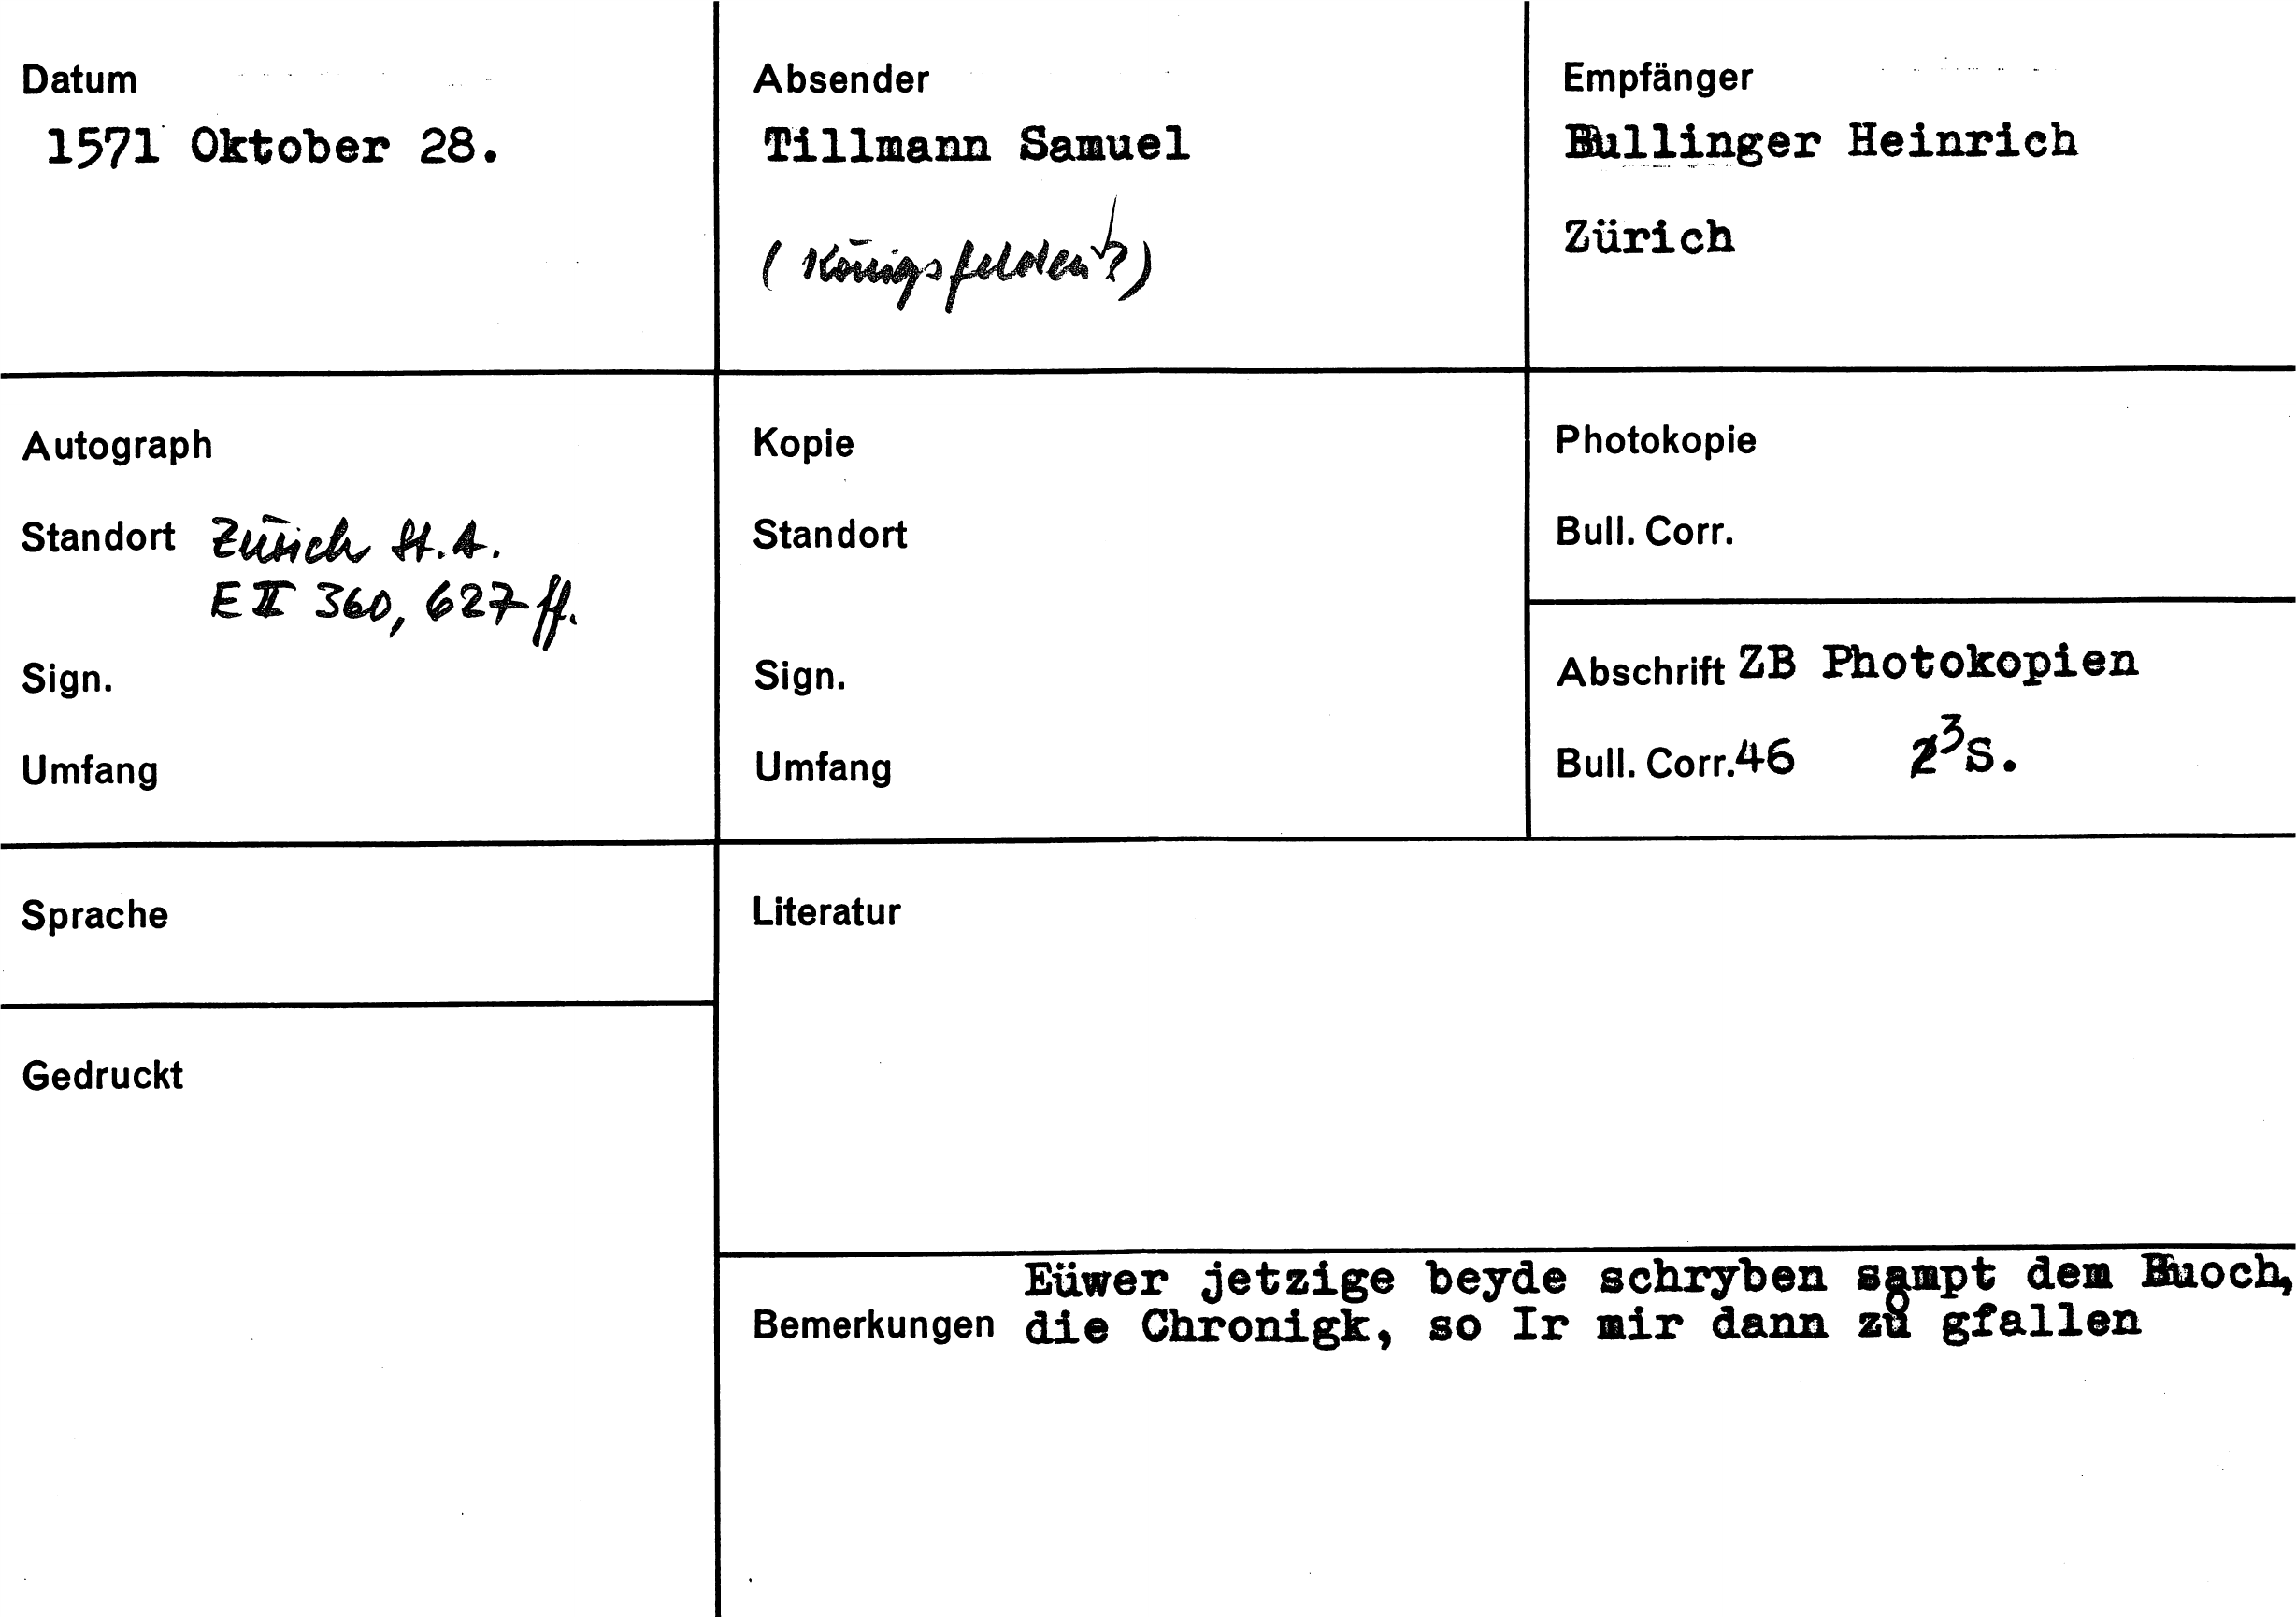 Datum
1571 Oktober 28.
Absender
Tillmann Samuel
(Königsfelden?)
Empfänger
Bullinger Heinrich
Zürich
Autograph
Standort Zürich St.A.
E II 360, 627 ff.
Sign.
Umfang
Kopie
Standort
Sign.
Umfang
Photokopie
Bull. Corr.
Abschrift ZB Photokopien
Bull. Corr. 46 3 S.
Sprache
Literatur
Gedruckt
Eüwer jetzige beyde schryben sampt dem Buoch,
Bemerkungen die Chronigk, so Ir mir dann zů gfallen